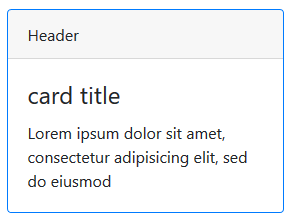 Header
card title
Lorem ipsum dolor sit amet,
consectetur adipisicing elit, sed
do eiusmod